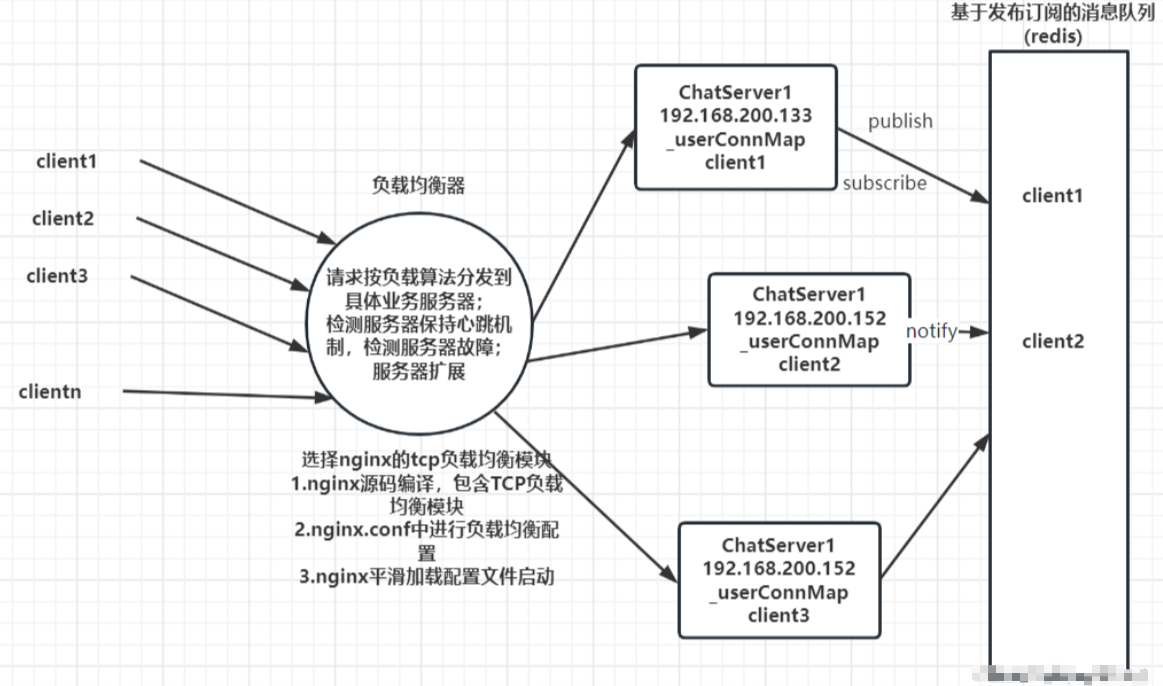 基于发布订阅的消息队列
(redis)
ChatServer1
192.168.200.133
_userConnMap
client1
publish
subscribe
client1
client1
client2
client3
clientn
负载均衡器
请求按负载算法分发到
具体业务服务器；
检测服务器保持心跳机
制，检测服务器故障；
服务器扩展
ChatServer1
192.168.200.152
_userConnMap
client2
notify
client2
选择nginx的tcp负载均衡模块
1.nginx源码编译，包含TCP负载
均衡模块
2.nginx.conf中进行负载均衡配
置
3.nginx平滑加载配置文件启动
ChatServer1
192.168.200.152
_userConnMap
client3